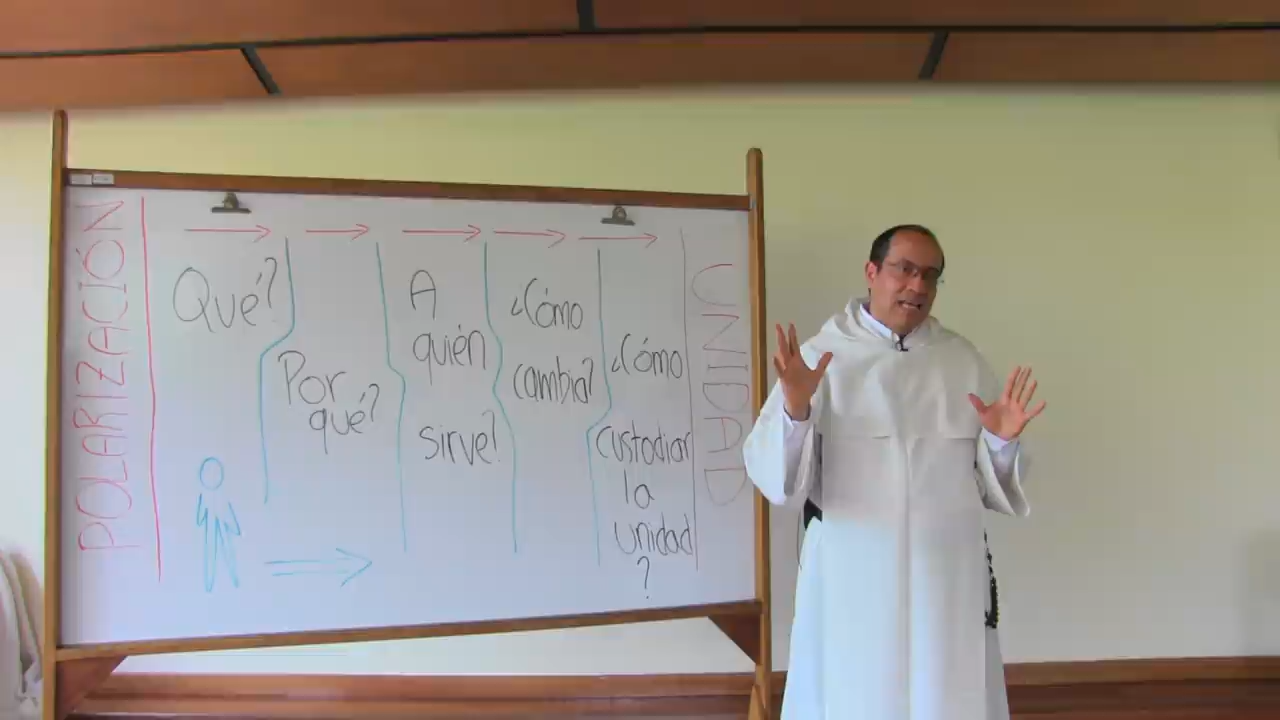 POLARIZACIÓN
Qué?
Por
qué?
A
quién
sirve?
¿Cómo
cambia?
¿Cómo
custodiar
la
unidad
?
UNIDAD